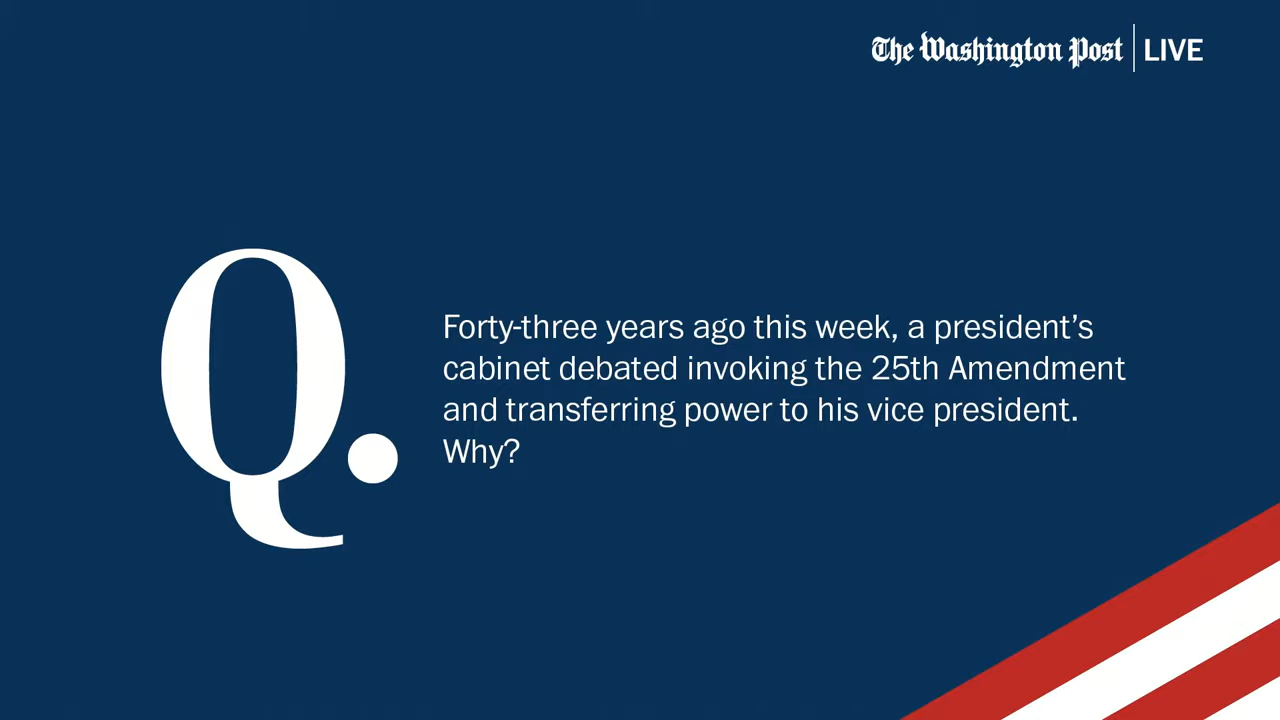 The Washington Post | LIVE
Q.
Forty-three years ago this week, a president’s
cabinet debated invoking the 25th Amendment
and transferring power to his vice president.
Why?